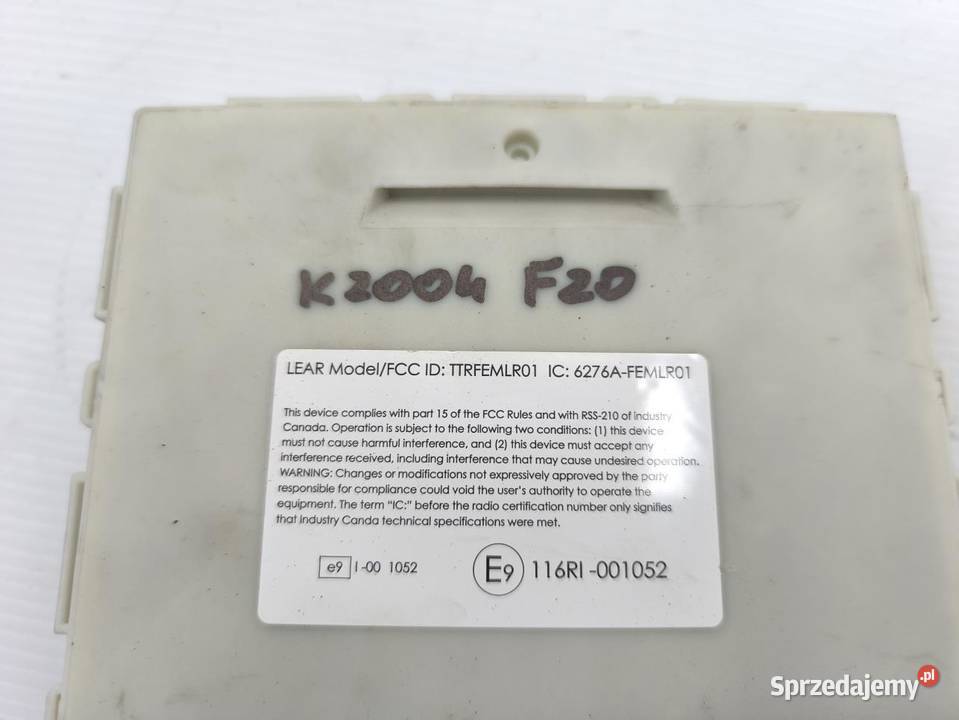 K2004 F20
LEAR Model/FCC ID: TTRFEMLR01 IC: 6276A-FEMLR01
This device complies with part 15 of the FCC Rules and with RSS-210 of Industry
Canada. Operation is subject to the following two conditions: (1) this device
must not cause harmful interference, and (2) this device must accept any
interference received, including interference that may cause undesired operation.
WARNING: Changes or modifications not expressively approved by the party
responsible for compliance could void the user's authority to operate the
equipment. The term "IC:" before the radio certification number only signifies
that Industry Canda technical specifications were met.
e9 I-00 1052
E9 116RI-001052
Sprzedajemy.pl